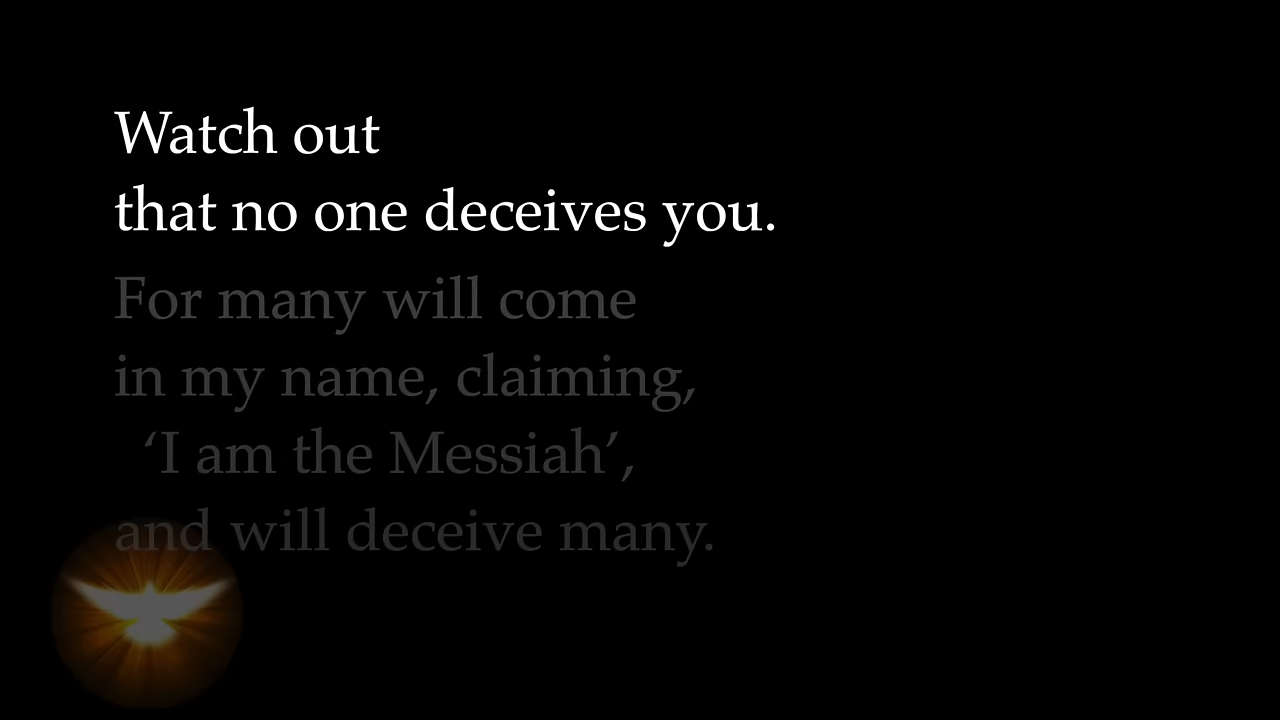 Watch out
that no one deceives you.
For many will come
in my name, claiming,
‘I am the Messiah’,
and will deceive many.